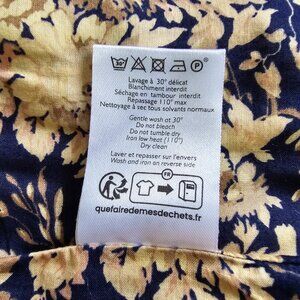 30°
P
Lavage à 30° délicat
Blanchiment interdit
Séchage en tambour interdit
Repassage 110° max
Nettoyage à sec tous solvants normaux
Gentle wash at 30°
Do not bleach
Do not tumble dry
Iron low heat (110°)
Dry clean
Laver et repasser sur l'envers
Wash and iron on reverse side
FR
quefairedemesdechets.fr